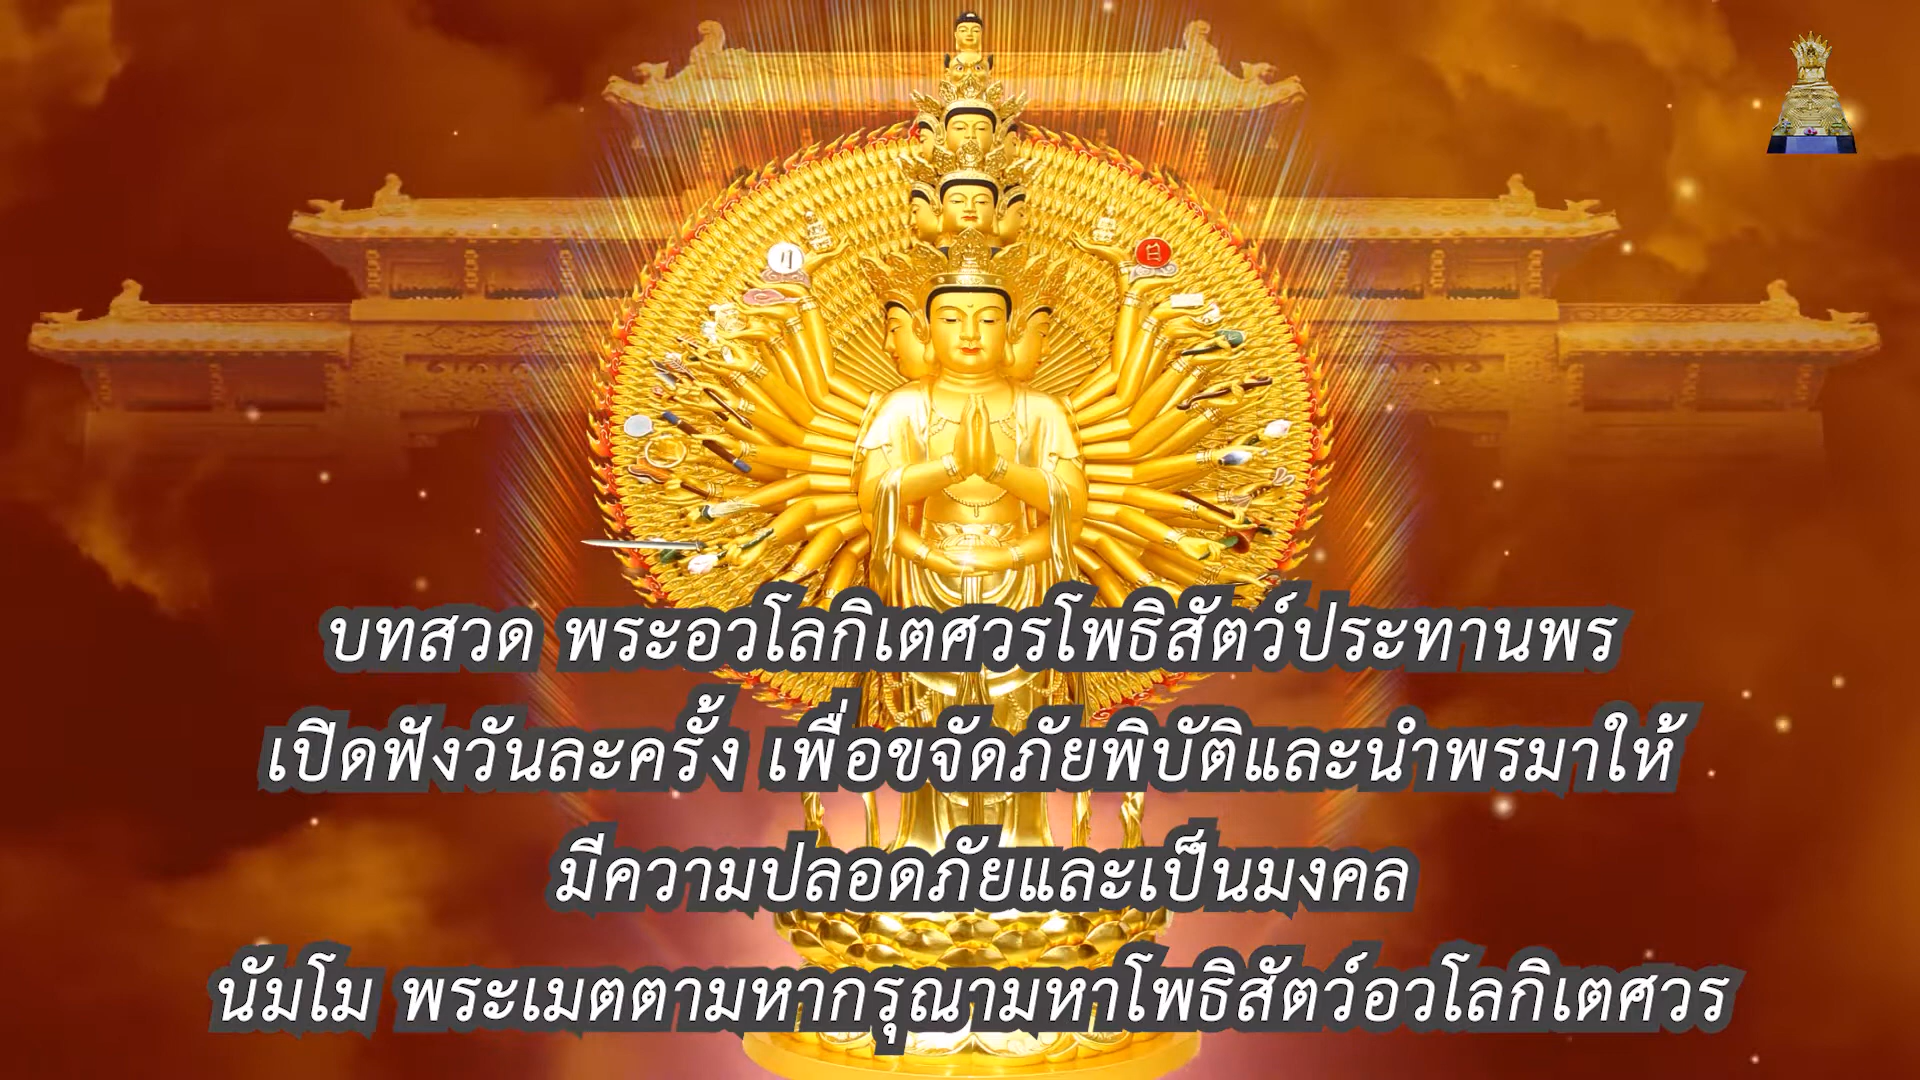 บทสวด พระอวโลกิเตศวรโพธิสัตว์ประทานพร
เปิดฟังวันละครั้ง เพื่อขจัดภัยพิบัติและนำพรมาให้
มีความปลอดภัยและเป็นมงคล
นัมโม พระเมตตามหากรุณามหาโพธิสัตว์อวโลกิเตศวร